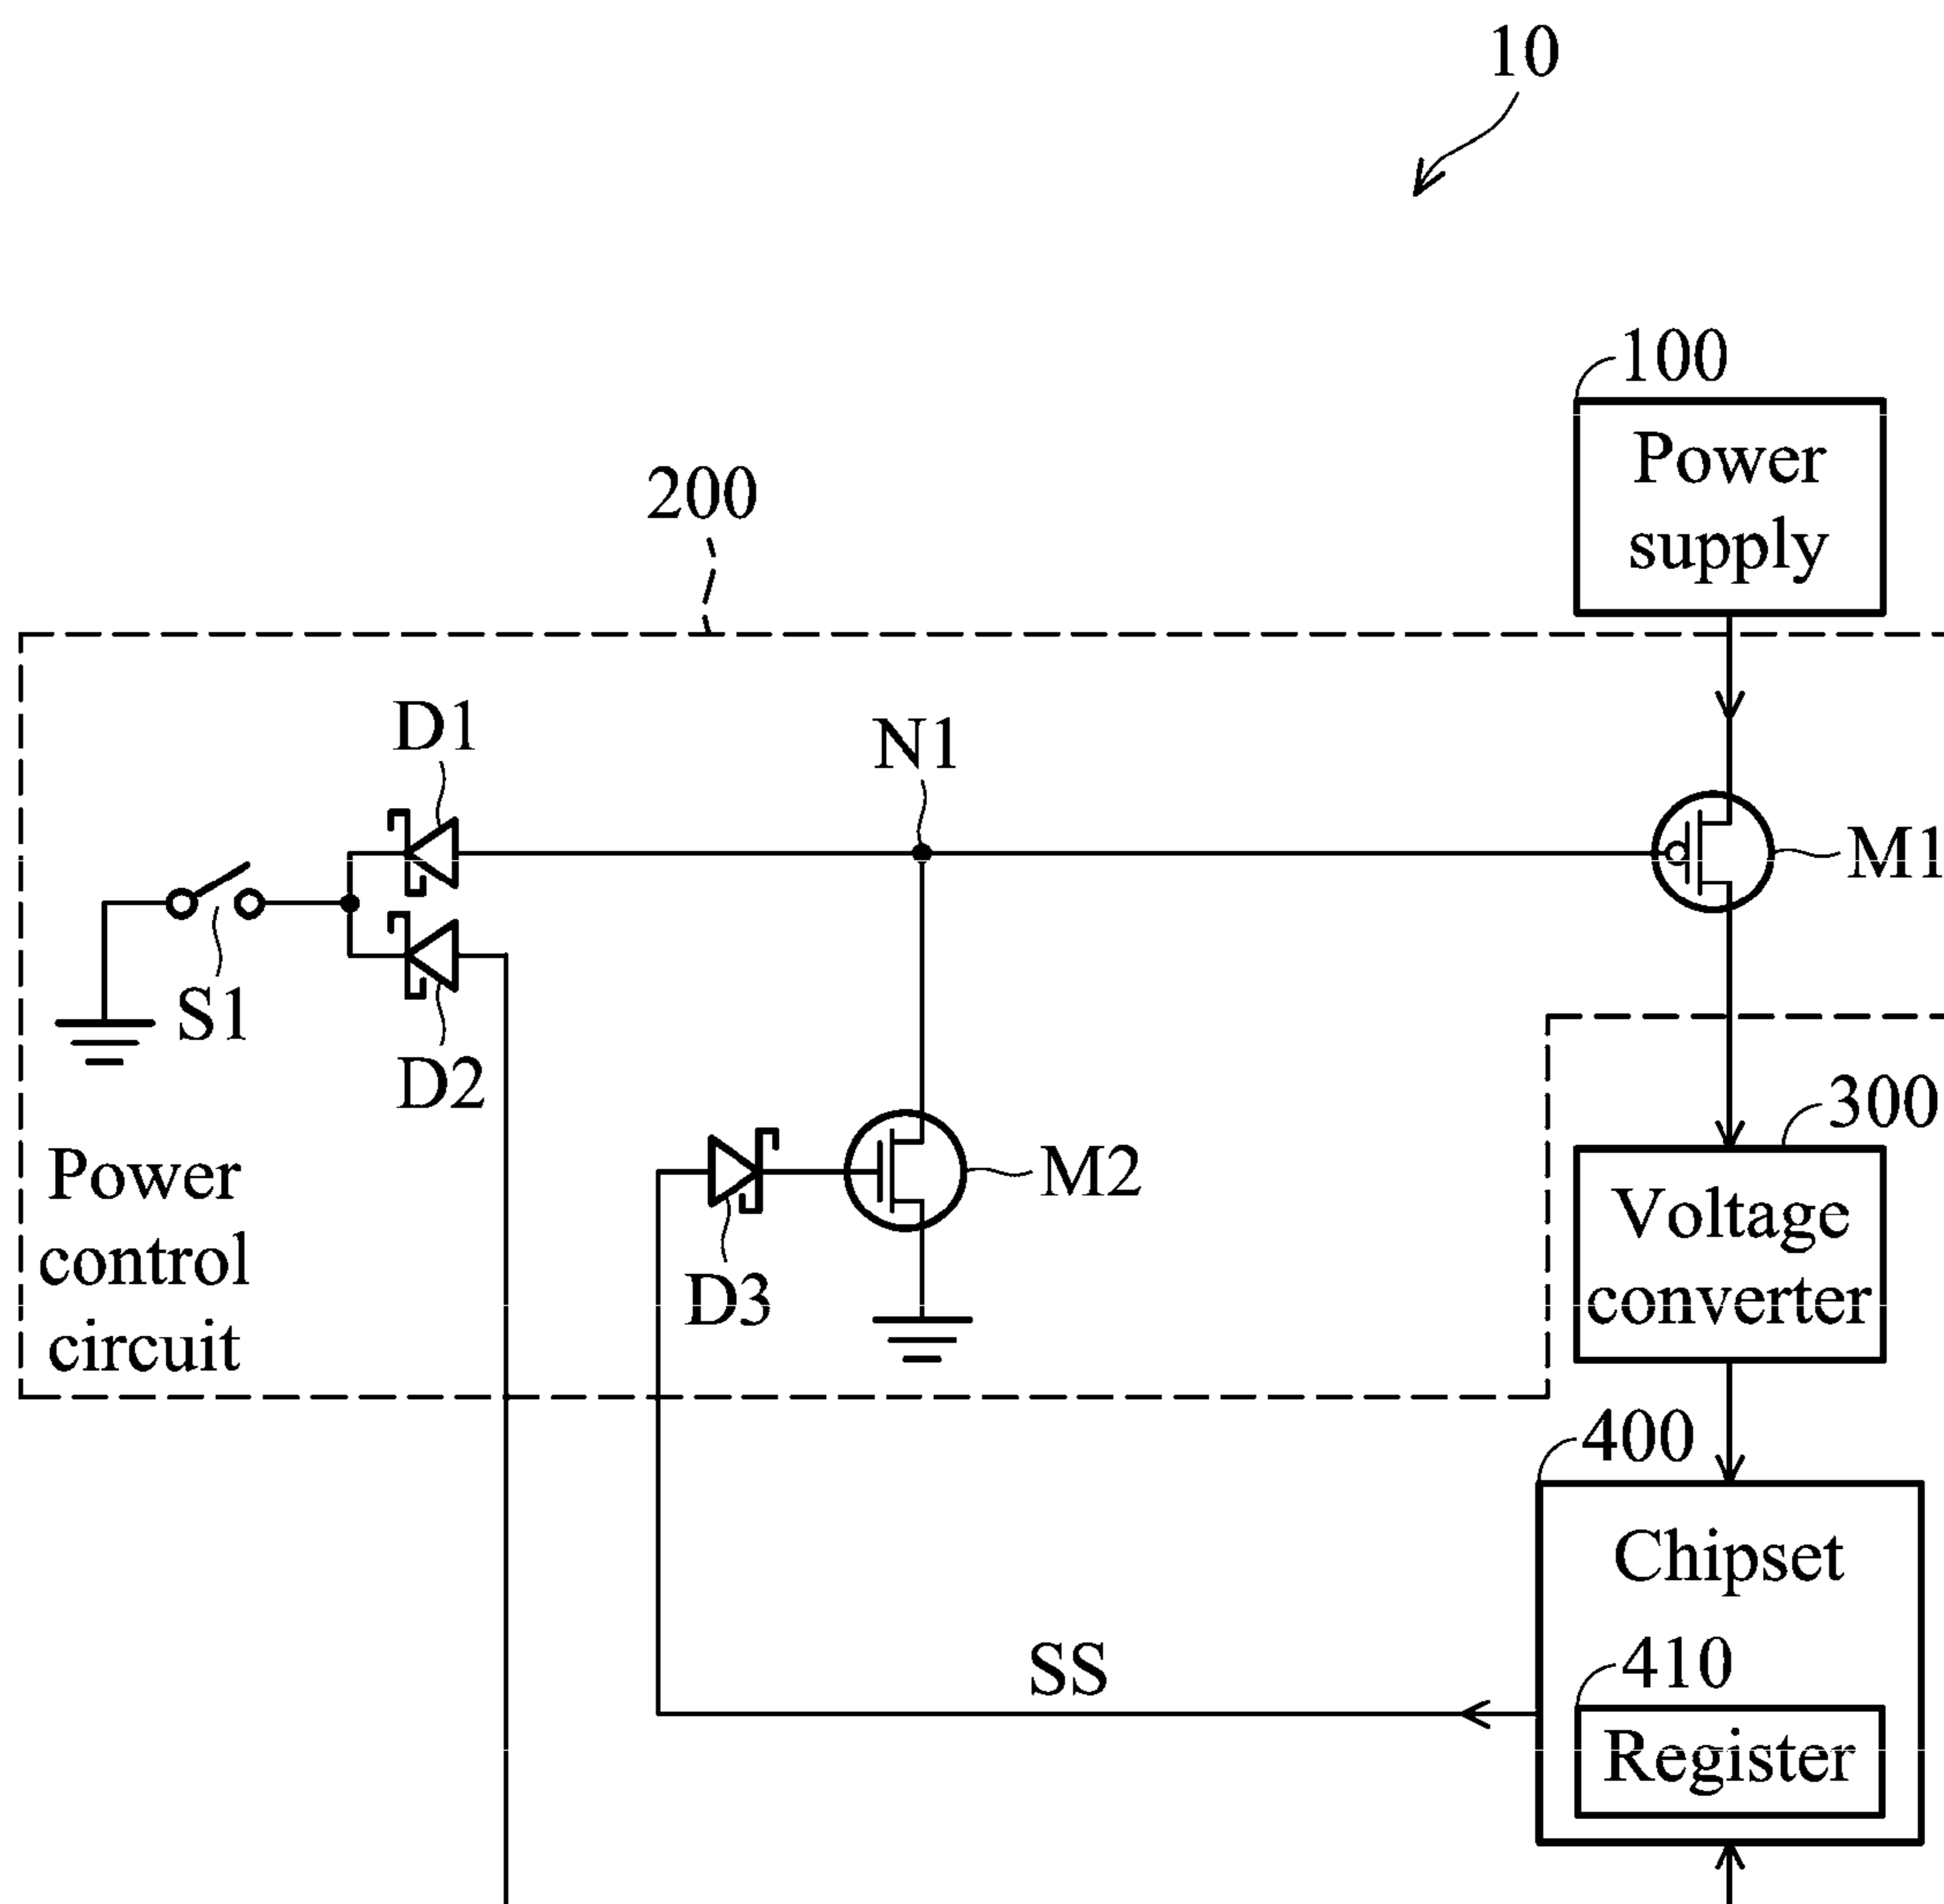 10
100
Power
supply
200
D1
N1
M1
S1
D2
300
Power
control
circuit
M2
D3
Voltage
converter
400
Chipset
SS
410
Register